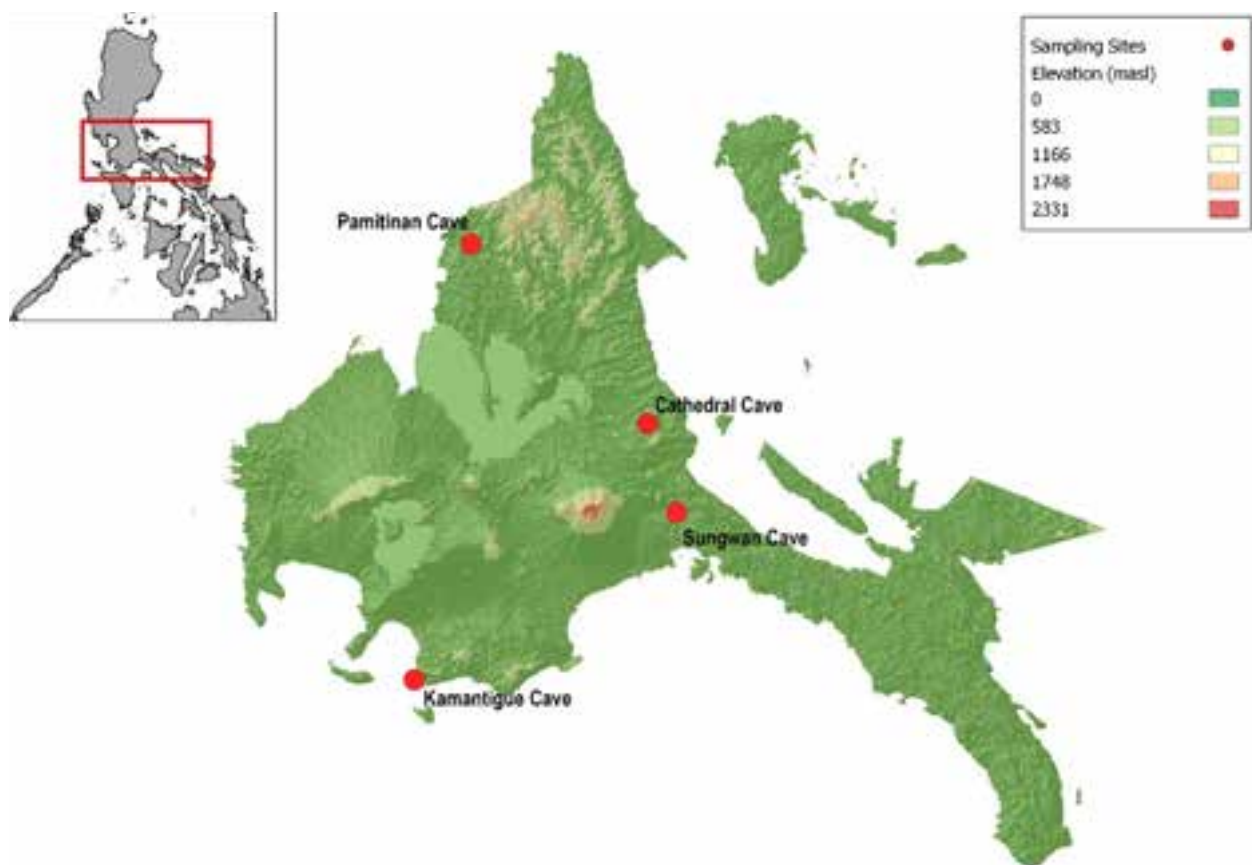 Sampling Sites
Elevation (masl)
0
583
1166
1748
2331
Pamitinan Cave
Cathedral Cave
Sungwan Cave
Kamantigue Cave